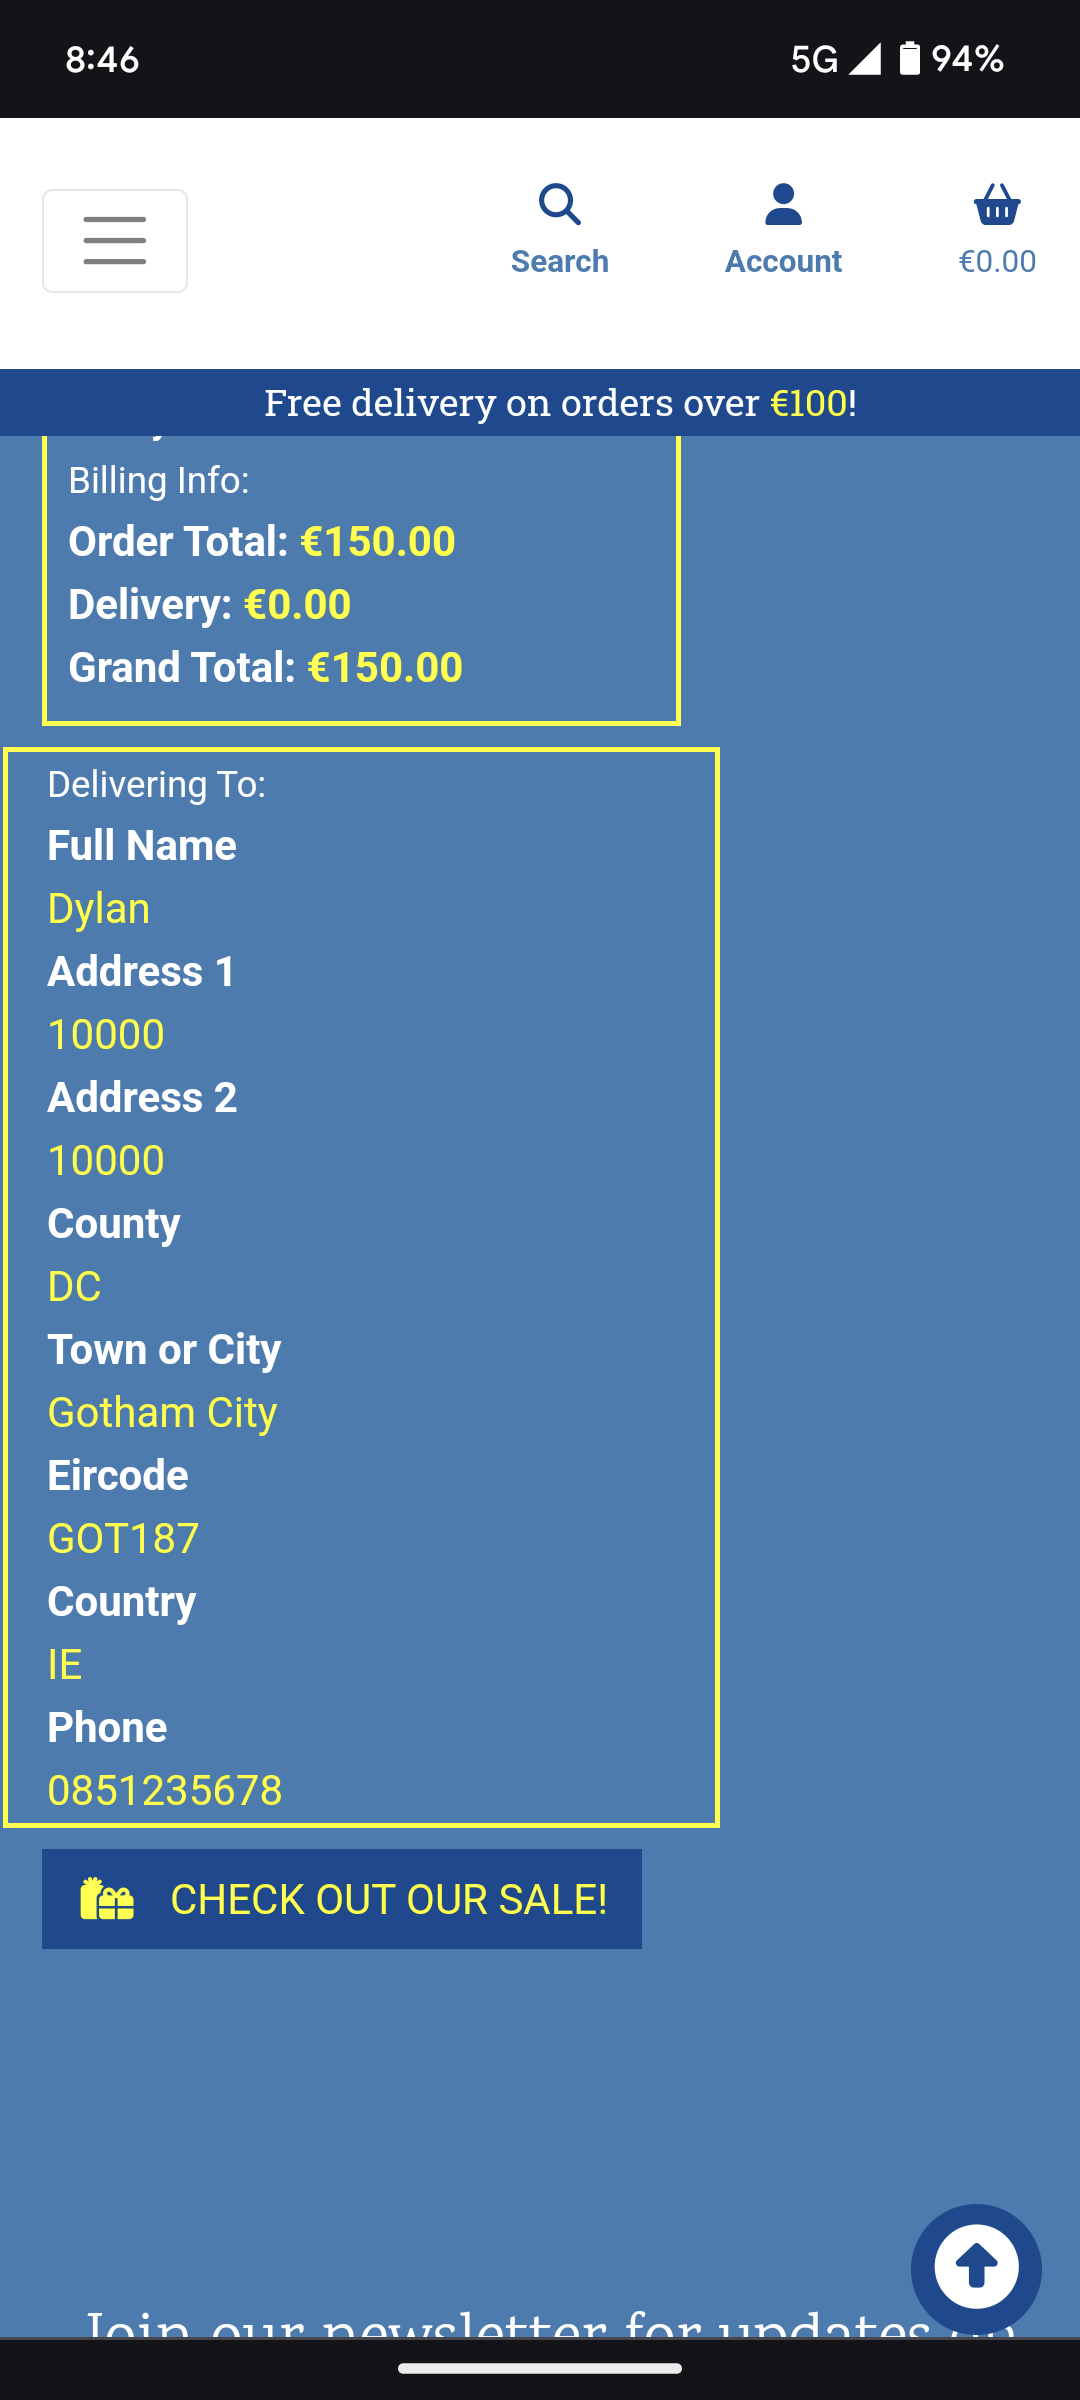 8:46
5G 94%
Search
Account
€0.00
Free delivery on orders over €100!
Billing Info:
Order Total: €150.00
Delivery: €0.00
Grand Total: €150.00
Delivering To:
Full Name
Dylan
Address 1
10000
Address 2
10000
County
DC
Town or City
Gotham City
Eircode
GOT187
Country
IE
Phone
0851235678
CHECK OUT OUR SALE!
Join our newsletter for updates